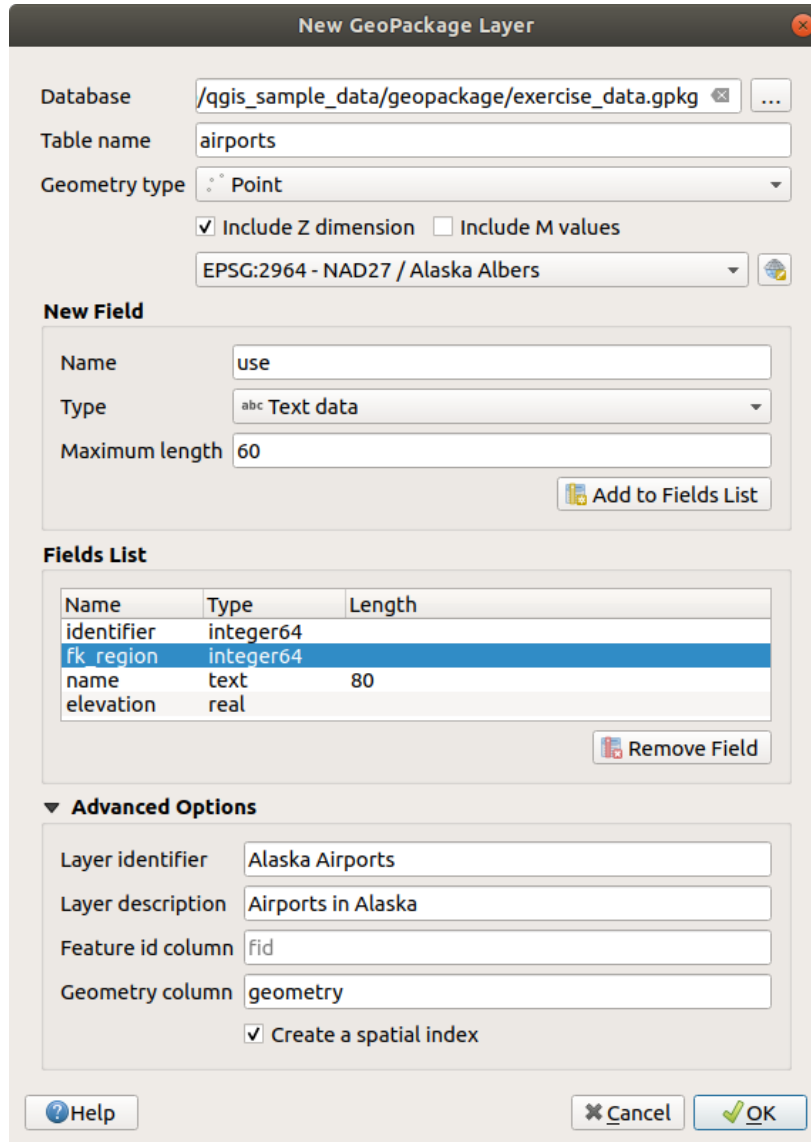 New GeoPackage Layer
Database /qgis_sample_data/geopackage/exercise_data.gpkg ...
Table name airports
Geometry type Point
Include Z dimension Include M values
EPSG:2964 - NAD27 / Alaska Albers
New Field
Name use
Type abc Text data
Maximum length 60
Add to Fields List
Fields List
Name Type Length
identifier integer64
fk_region integer64
name text 80
elevation real
Remove Field
Advanced Options
Layer identifier Alaska Airports
Layer description Airports in Alaska
Feature id column fid
Geometry column geometry
Create a spatial index
Help Cancel OK